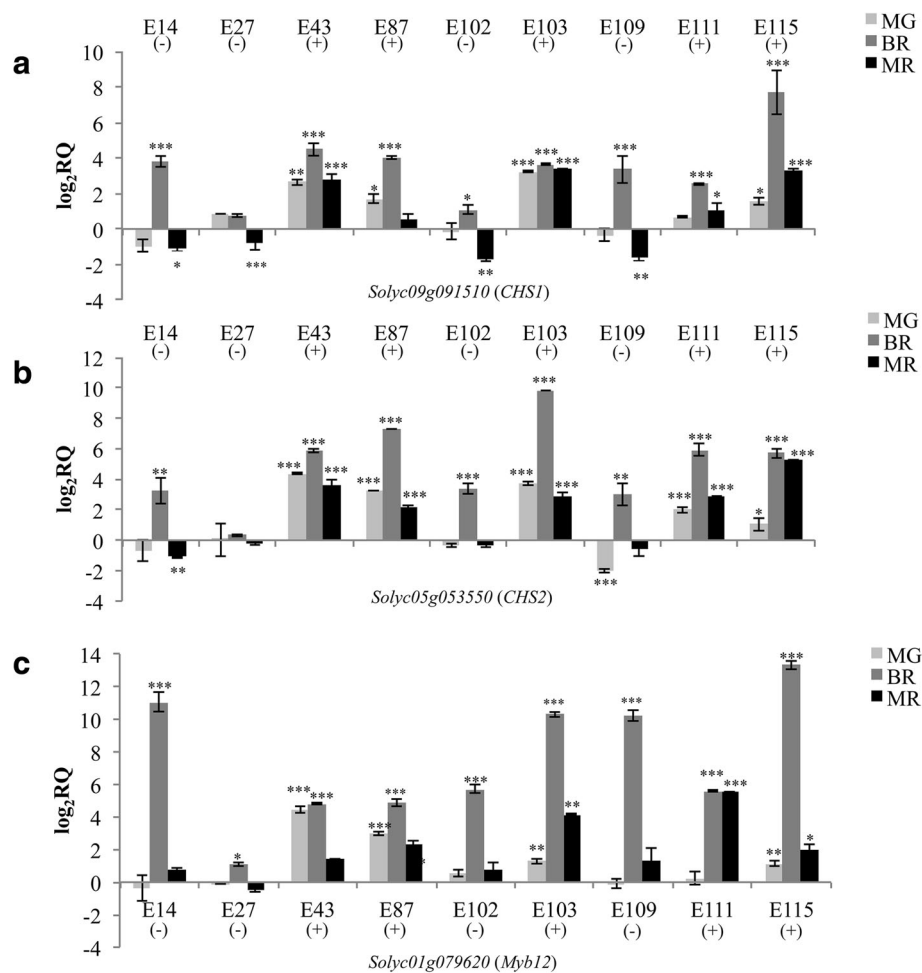 E14 E27 E43 E87 E102 E103 E109 E111 E115
(-) (-) (+) (+) (-) (+) (-) (+) (+)
MG
BR
MR
a
log₂RQ
10
8
6
4
2
0
-2
-4
*** * *** ** *** *** * *** * ** *** *** *** *** ** *** * * *** ***
Solyc09g091510 (CHS1)
E14 E27 E43 E87 E102 E103 E109 E111 E115
(-) (-) (+) (+) (-) (+) (-) (+) (+)
MG
BR
MR
b
log₂RQ
12
10
8
6
4
2
0
-2
-4
** ** *** *** *** *** *** *** *** *** *** *** *** ** *** *** *** * *** ***
Solyc05g053550 (CHS2)
MG
BR
MR
c
log₂RQ
14
12
10
8
6
4
2
0
-2
-4
*** * *** *** *** *** * *** ** *** ** *** *** *** ** *** *
E14 E27 E43 E87 E102 E103 E109 E111 E115
(-) (-) (+) (+) (-) (+) (-) (+) (+)
Solyc01g079620 (Myb12)